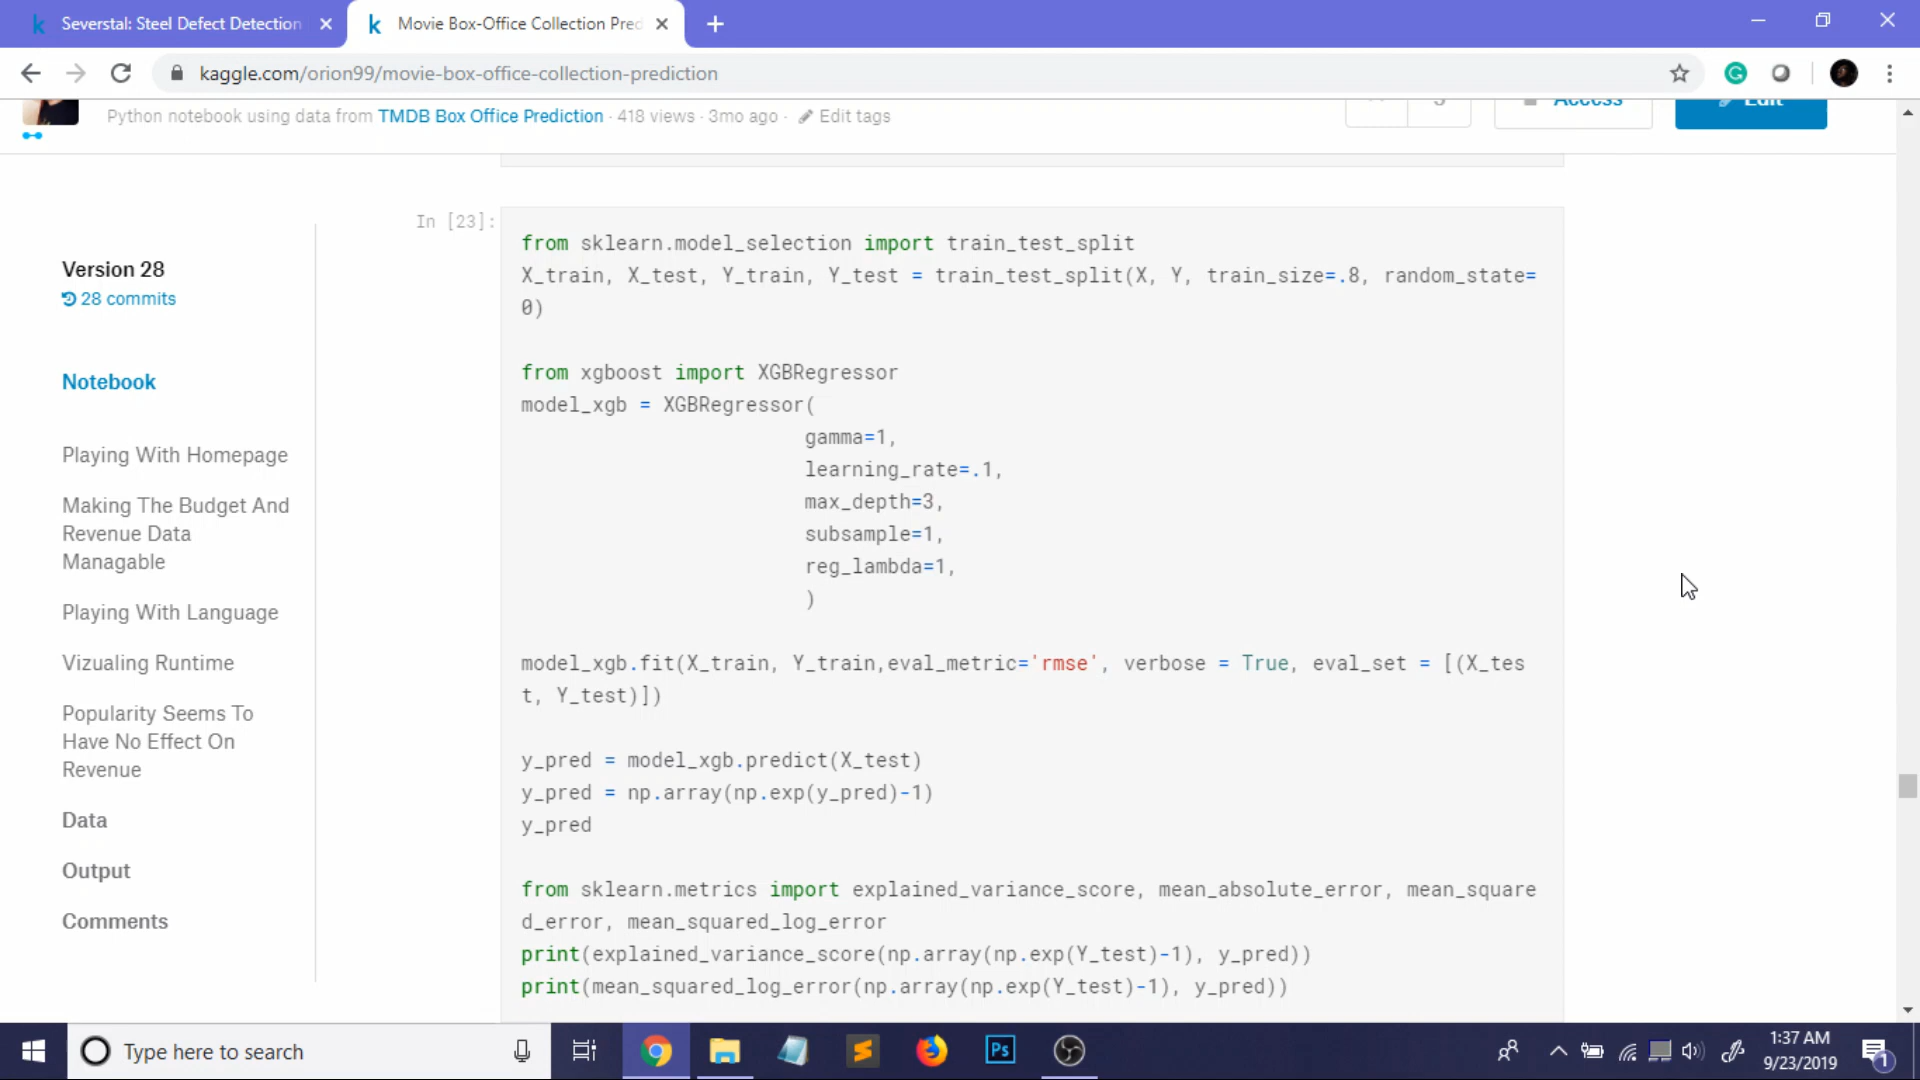 Severstal: Steel Defect Detection
Movie Box-Office Collection Pred
kaggle.com/orion99/movie-box-office-collection-prediction
Python notebook using data from TMDB Box Office Prediction · 418 views · 3mo ago · Edit tags
Access
Edit
Version 28
28 commits
Notebook
Playing With Homepage
Making The Budget And
Revenue Data
Managable
Playing With Language
Vizualing Runtime
Popularity Seems To
Have No Effect On
Revenue
Data
Output
Comments
In [23]:
from sklearn.model_selection import train_test_split
X_train, X_test, Y_train, Y_test = train_test_split(X, Y, train_size=.8, random_state=
0)
from xgboost import XGBRegressor
model_xgb = XGBRegressor(
gamma=1,
learning_rate=.1,
max_depth=3,
subsample=1,
reg_lambda=1,
)
model_xgb.fit(X_train, Y_train,eval_metric='rmse', verbose = True, eval_set = [(X_tes
t, Y_test)])
y_pred = model_xgb.predict(X_test)
y_pred = np.array(np.exp(y_pred)-1)
y_pred
from sklearn.metrics import explained_variance_score, mean_absolute_error, mean_square
d_error, mean_squared_log_error
print(explained_variance_score(np.array(np.exp(Y_test)-1), y_pred))
print(mean_squared_log_error(np.array(np.exp(Y_test)-1), y_pred))
Type here to search
Ps
1:37 AM
9/23/2019
1